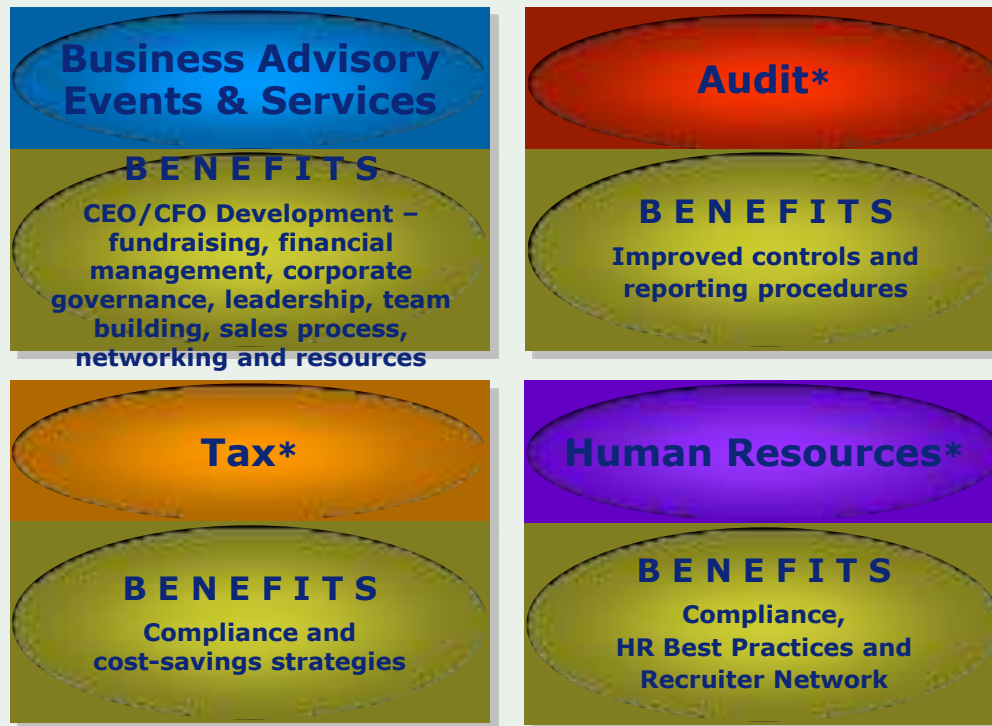 Business Advisory
Events & Services
BENEFITS
CEO/CFO Development –
fundraising, financial
management, corporate
governance, leadership, team
building, sales process,
networking and resources
Audit*
BENEFITS
Improved controls and
reporting procedures
Tax*
BENEFITS
Compliance and
cost-savings strategies
Human Resources*
BENEFITS
Compliance,
HR Best Practices and
Recruiter Network